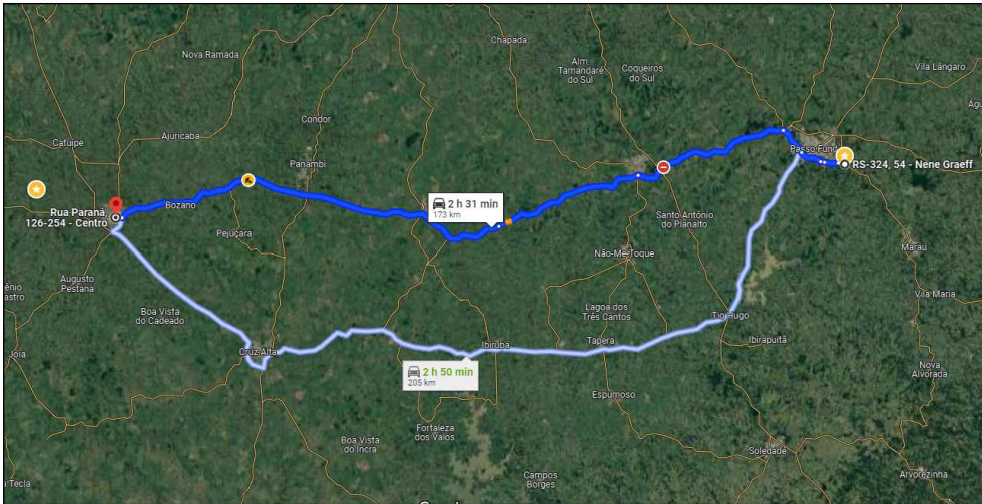 Chapada
Nova Ramada
Alm
Tamandaré
do Sul
Coqueiros
do Sul
Vila Lângaro
Condor
Catuípe
Ajuricaba
Panambi
Passo Fund
RS-324, 54 - Nene Graeff
2 h 31 min
173 km
Rua Paraná,
126-254 - Centro
Bozano
Pejuçara
Santo Antônio
do Planalto
Não-Me-Toque
Marau
Augusto
Pestana
Vila Maria
Boa Vista
do Cadeado
Lagoa dos
Três Cantos
Tio Hugo
Ibirapuitã
Jóia
Cruz Alta
Ibirubá
Tapera
2 h 50 min
205 km
Nova
Alvorada
Espumoso
Fortaleza
dos Valos
Boa Vista
do Incra
Soledade
Campos
Borges
Arvorezinha
a Tecla